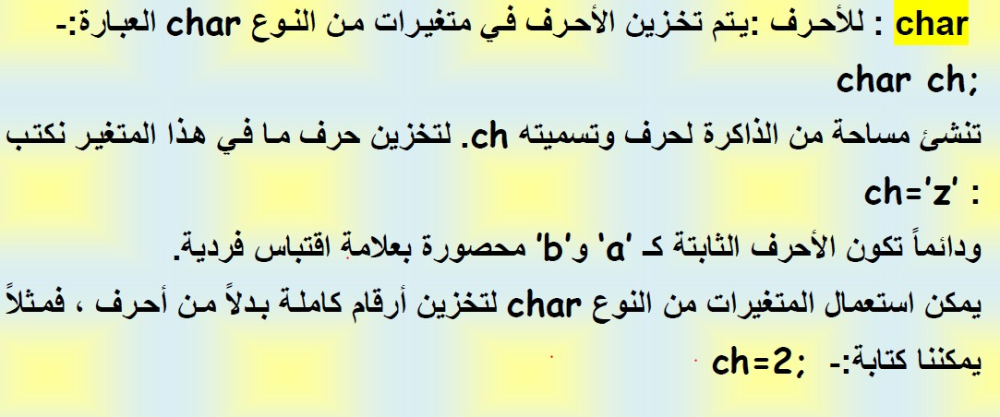 char : للأحرف :يتم تخزين الأحرف في متغيرات من النوع char العبارة:-
char ch;
تنشئ مساحة من الذاكرة لحرف وتسميته ch. لتخزين حرف ما في هذا المتغير نكتب
: ch='z'
ودائماً تكون الأحرف الثابتة كـ 'a' و'b' محصورة بعلامة اقتباس فردية.
يمكن استعمال المتغيرات من النوع char لتخزين أرقام كاملة بدلاً من أحرف ، فمثلاً
يمكننا كتابة:- ch=2;